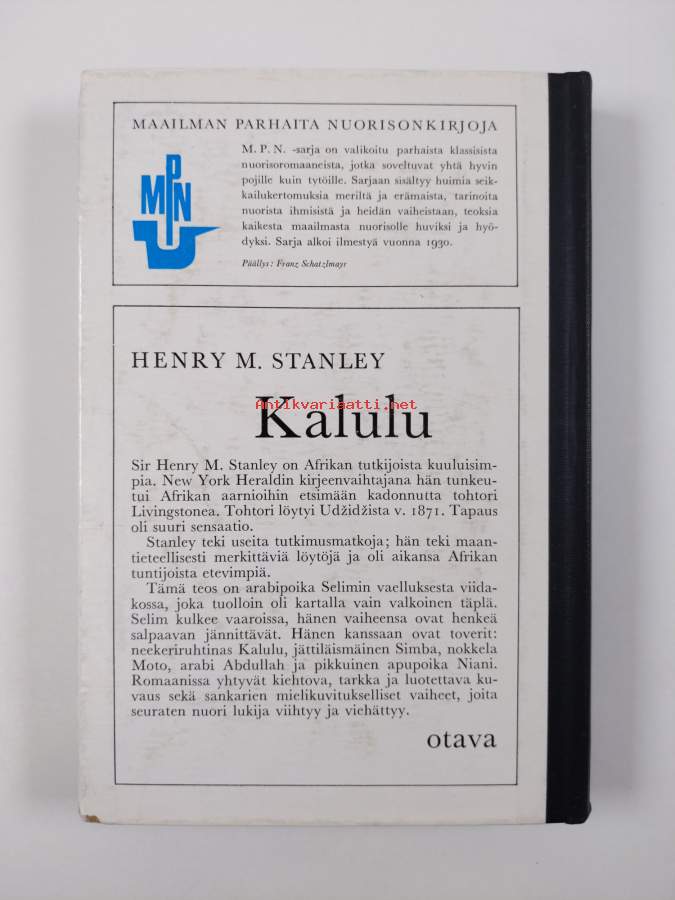 MAAILMAN PARHAITA NUORISONKIRJOJA
MPN
M. P. N. -sarja on valikoitu parhaista klassisista
nuorisoromaaneista, jotka soveltuvat yhtä hyvin
pojille kuin tytöille. Sarjaan sisältyy huimia seik-
kailukertomuksia meriltä ja erämaista, tarinoita
nuorista ihmisistä ja heidän vaiheistaan, teoksia
kaikesta maailmasta nuorisolle huviksi ja hyö-
dyksi. Sarja alkoi ilmestyä vuonna 1930.
Päällys: Franz Schatzlmayr
HENRY M. STANLEY
Antikvariaatti.net
Kalulu
Sir Henry M. Stanley on Afrikan tutkijoista kuuluisim-
pia. New York Heraldin kirjeenvaihtajana hän tunkeu-
tui Afrikan aarnioihin etsimään kadonnutta tohtori
Livingstonea. Tohtori löytyi Udžidžista v. 1871. Tapaus
oli suuri sensaatio.
Stanley teki useita tutkimusmatkoja; hän teki maan-
tieteellisesti merkittäviä löytöjä ja oli aikansa Afrikan
tuntijoista etevimpiä.
Tämä teos on arabipoika Selimin vaelluksesta viida-
kossa, joka tuolloin oli kartalla vain valkoinen täplä.
Selim kulkee vaaroissa, hänen vaiheensa ovat henkeä
salpaavan jännittävät. Hänen kanssaan ovat toverit:
neekeriruhtinas Kalulu, jättiläismäinen Simba, nokkela
Moto, arabi Abdullah ja pikkuinen apupoika Niani.
Romaanissa yhtyvät kiehtova, tarkka ja luotettava ku-
vaus sekä sankarien mielikuvitukselliset vaiheet, joita
seuraten nuori lukija viihtyy ja viehättyy.
otava